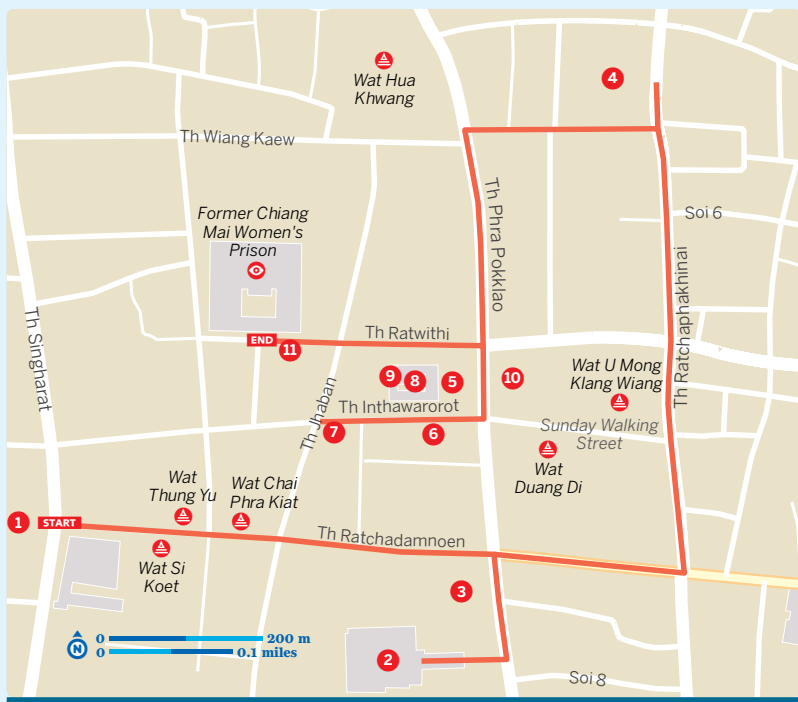 4
Wat Hua
Khwang
Th Wiang Kaew
Th Phra Pokklao
Former Chiang
Mai Women's
Prison
Soi 6
Th Ratchaphakhinai
Th Singharat
Th Ratwithi
END
11
9
8
5
10
Wat U Mong
Klang Wiang
Th Jhaban
Th Inthawarorot
7
6
Sunday Walking
Street
Wat
Duang Di
Wat
Thung Yu
Wat Chai
Phra Kiat
1
START
Th Ratchadamnoen
Wat Si
Koet
3
N
0
200 m
0
0.1 miles
2
Soi 8